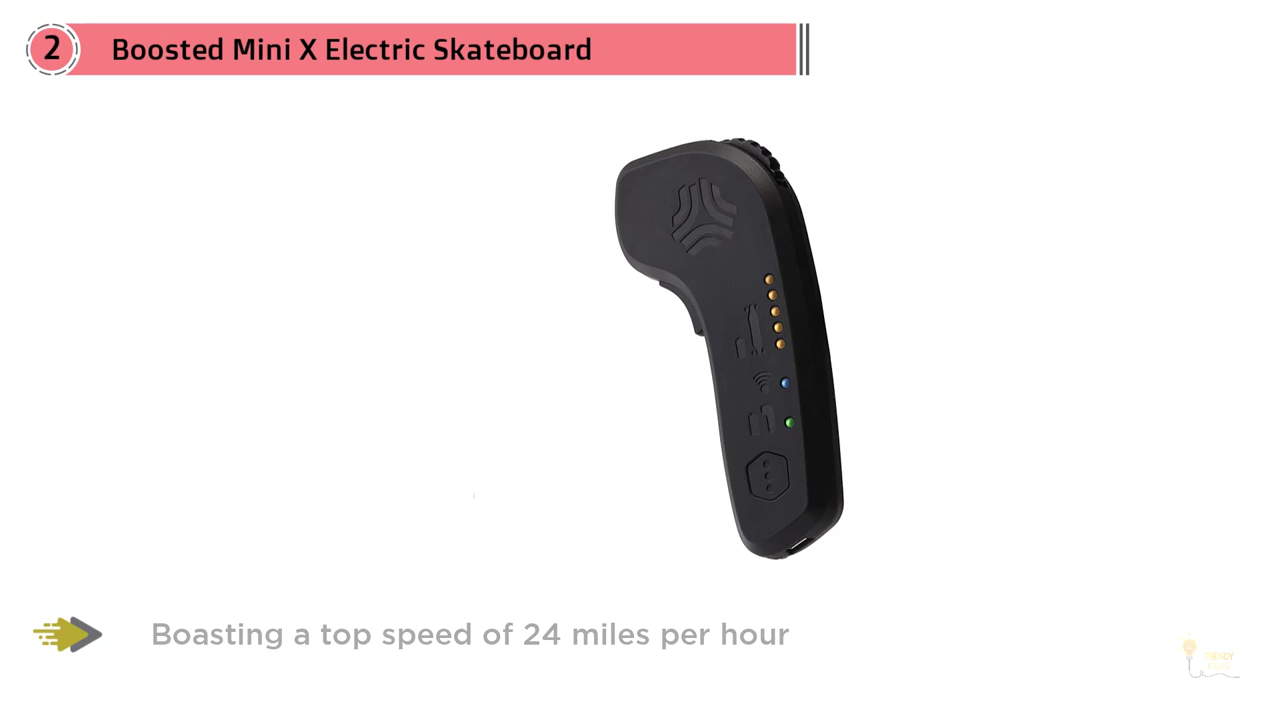 2
Boosted Mini X Electric Skateboard
Boasting a top speed of 24 miles per hour